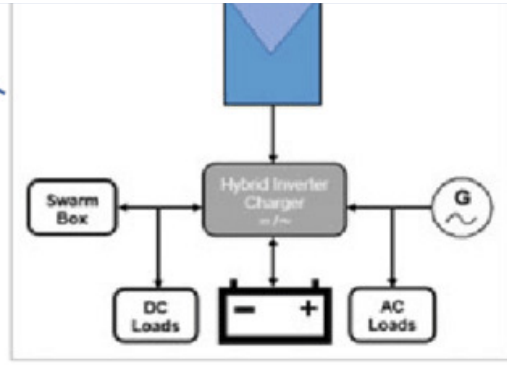 Hybrid Inverter
Charger
=/~
Swarm
Box
G
DC
Loads
- +
AC
Loads